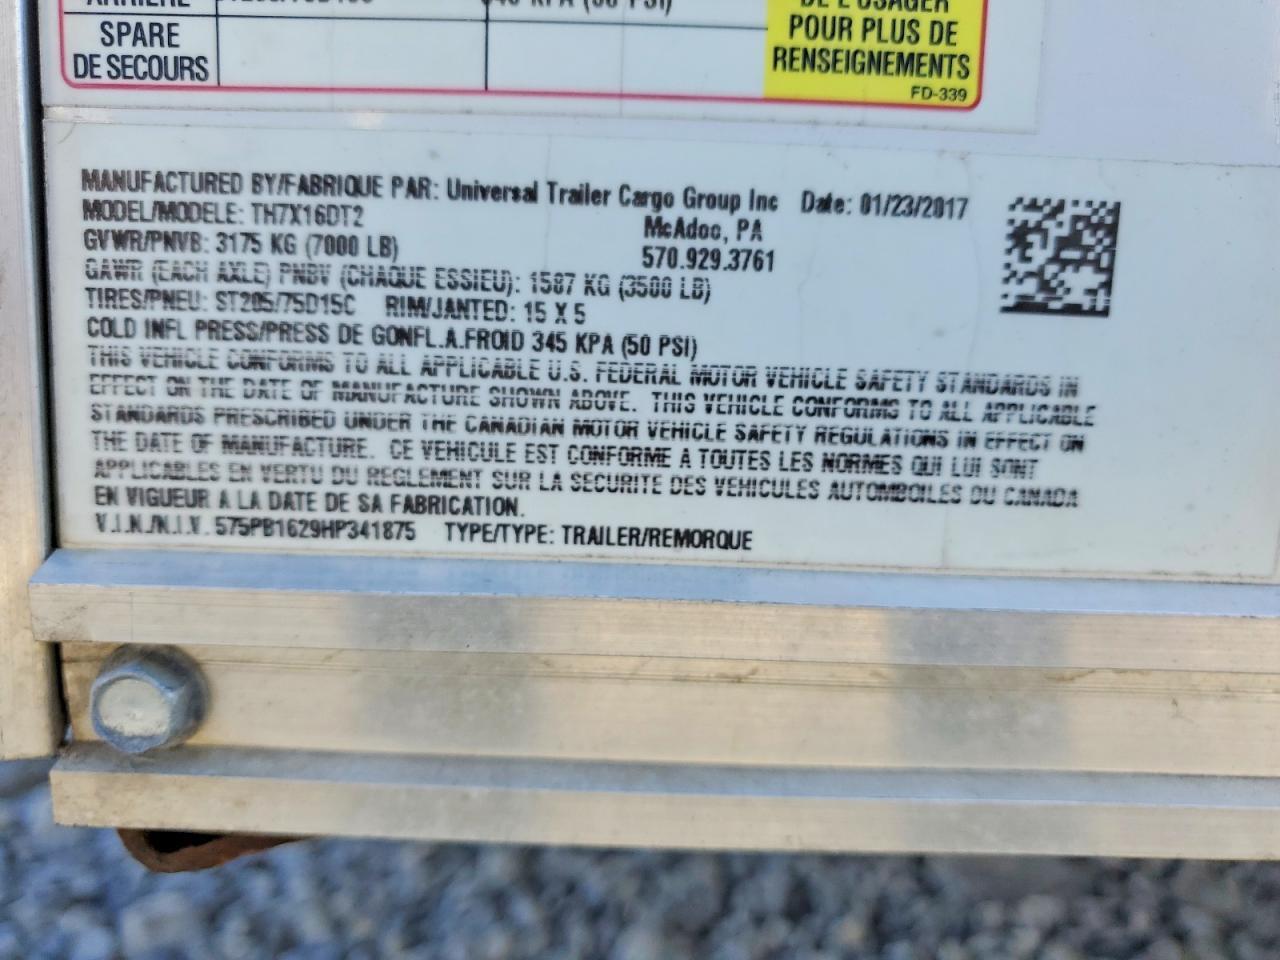 SPARE
DE SECOURS
DE L'USAGER
POUR PLUS DE
RENSEIGNEMENTS
FD-339
MANUFACTURED BY/FABRIQUE PAR: Universal Trailer Cargo Group Inc Date: 01/23/2017
MODEL/MODELE: TH7X16DT2 McAdoo, PA
GVWR/PNVB: 3175 KG (7000 LB) 570.929.3761
GAWR (EACH AXLE) PNBV (CHAQUE ESSIEU): 1587 KG (3500 LB)
TIRES/PNEU: ST205/75D15C RIM/JANTED: 15 X 5
COLD INFL PRESS/PRESS DE GONFL.A.FROID 345 KPA (50 PSI)
THIS VEHICLE CONFORMS TO ALL APPLICABLE U.S. FEDERAL MOTOR VEHICLE SAFETY STANDARDS IN
EFFECT ON THE DATE OF MANUFACTURE SHOWN ABOVE. THIS VEHICLE CONFORMS TO ALL APPLICABLE
STANDARDS PRESCRIBED UNDER THE CANADIAN MOTOR VEHICLE SAFETY REGULATIONS IN EFFECT ON
THE DATE OF MANUFACTURE. CE VEHICULE EST CONFORME A TOUTES LES NORMES QUI LUI SONT
APPLICABLES EN VERTU DU REGLEMENT SUR LA SECURITE DES VEHICULES AUTOMBOILES DU CANADA
EN VIGUEUR A LA DATE DE SA FABRICATION.
V.I.N./N.I.V. 575PB1629HP341875 TYPE/TYPE: TRAILER/REMORQUE